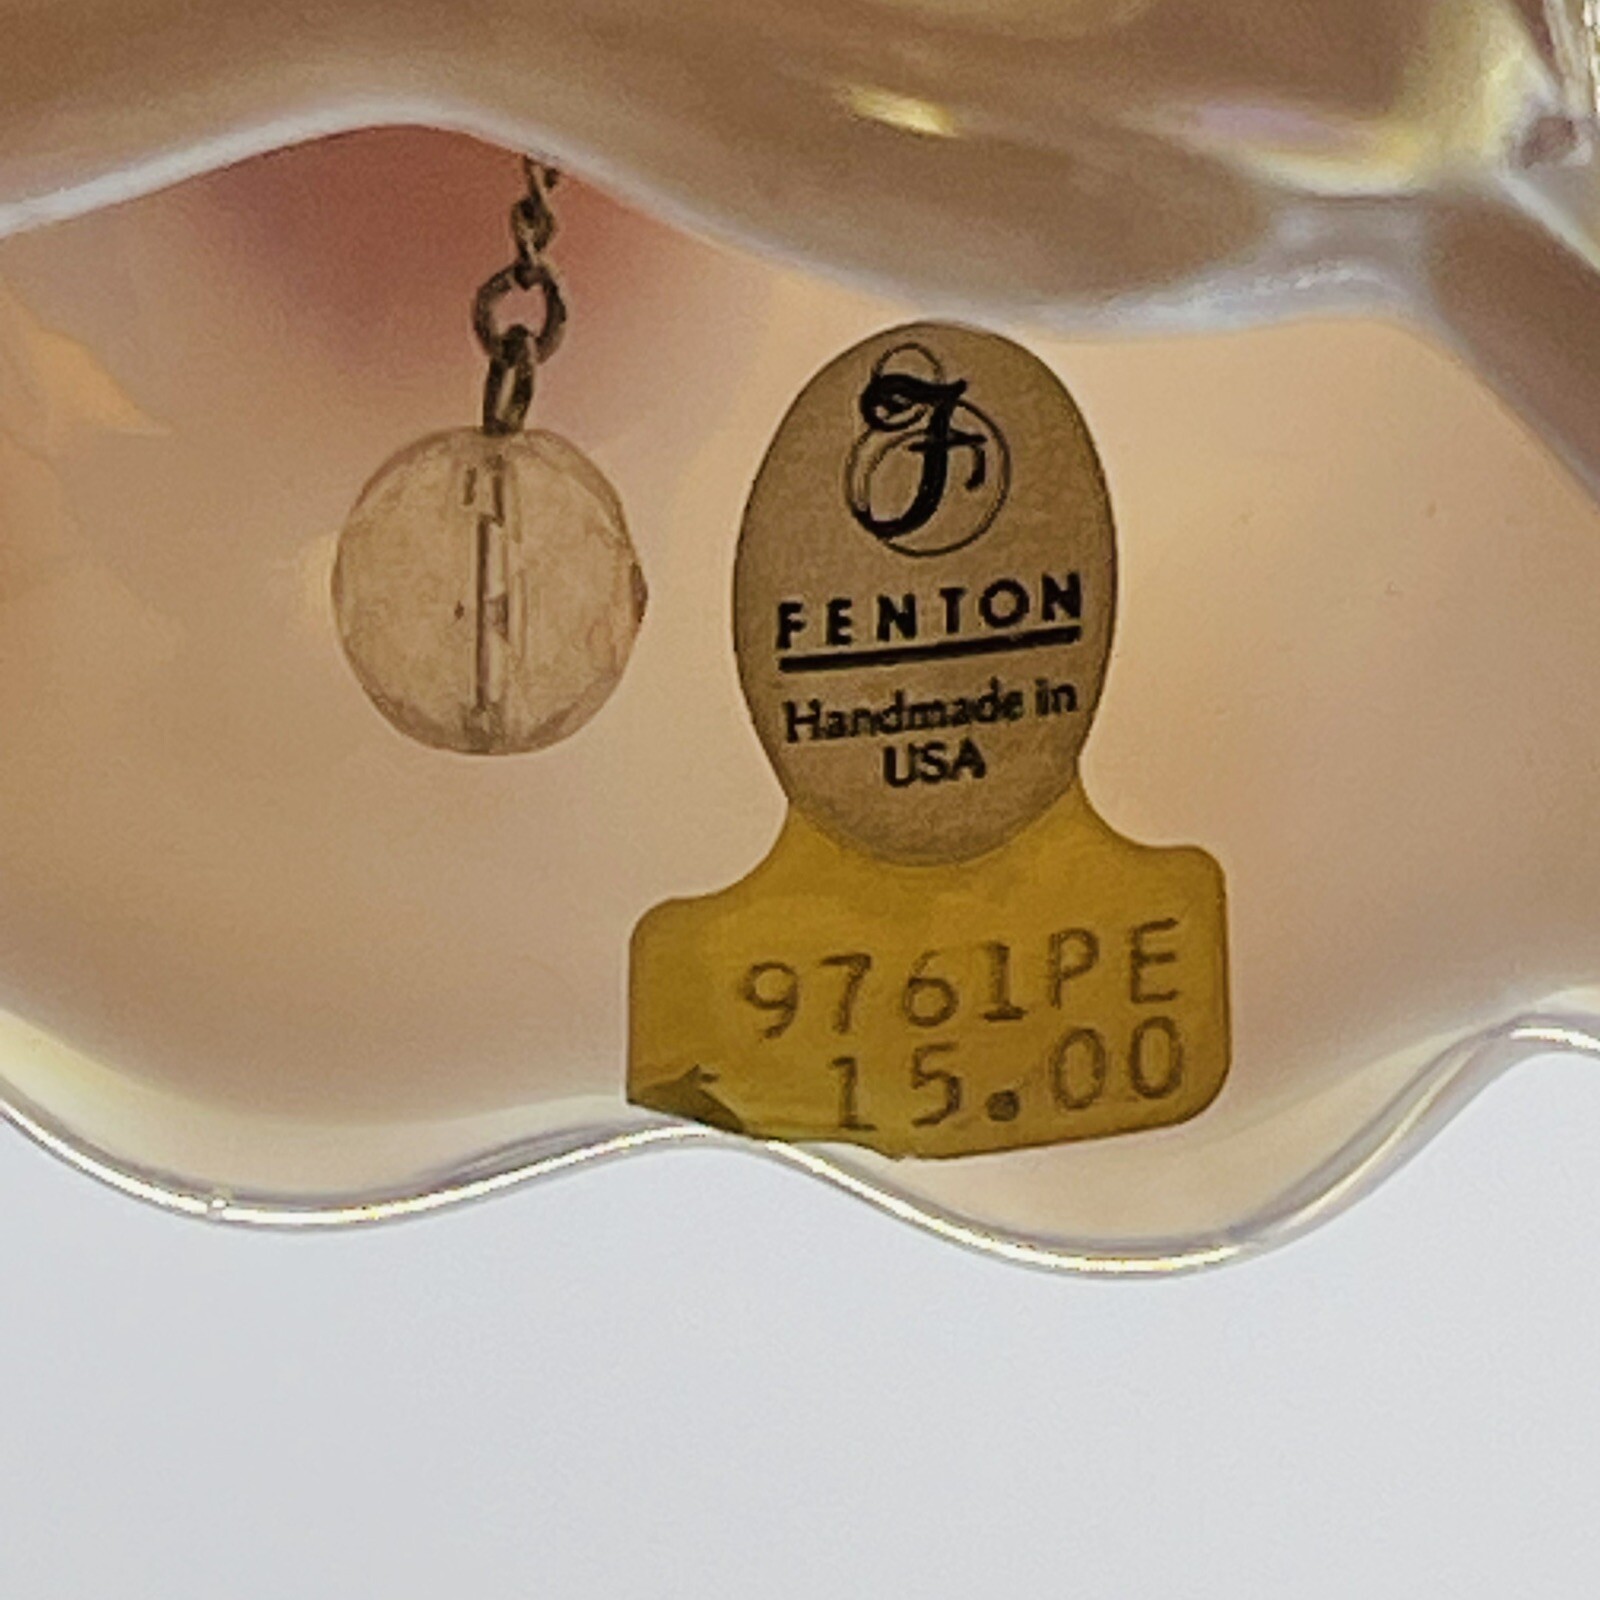 F
FENTON
Handmade in
USA
9761PE
15.00